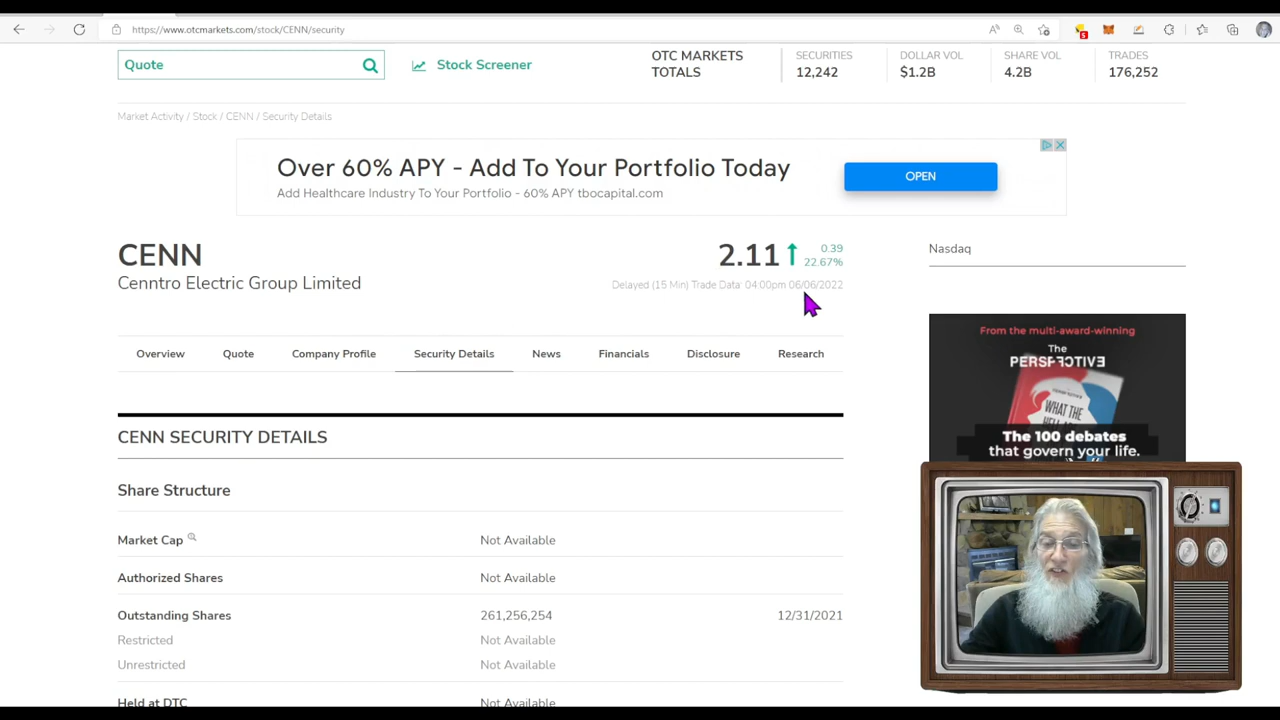 https://www.otcmarkets.com/stock/CENN/security
5
Quote
Stock Screener
OTC MARKETS
TOTALS
SECURITIES
12,242
DOLLAR VOL
$1.2B
SHARE VOL
4.2B
TRADES
176,252
Market Activity / Stock / CENN / Security Details
Over 60% APY - Add To Your Portfolio Today
Add Healthcare Industry To Your Portfolio - 60% APY tbocapital.com
OPEN
CENN
Cenntro Electric Group Limited
2.11
0.39
22.67%
Delayed (15 Min) Trade Data: 04:00pm 06/06/2022
Nasdaq
Overview Quote Company Profile Security Details News Financials Disclosure Research
From the multi-award-winning
The
PERSPECTIVE
WHAT THE
The 100 debates
that govern your life.
CENN SECURITY DETAILS
Share Structure
Market Cap Not Available
Authorized Shares Not Available
Outstanding Shares 261,256,254 12/31/2021
Restricted Not Available
Unrestricted Not Available
Held at DTC